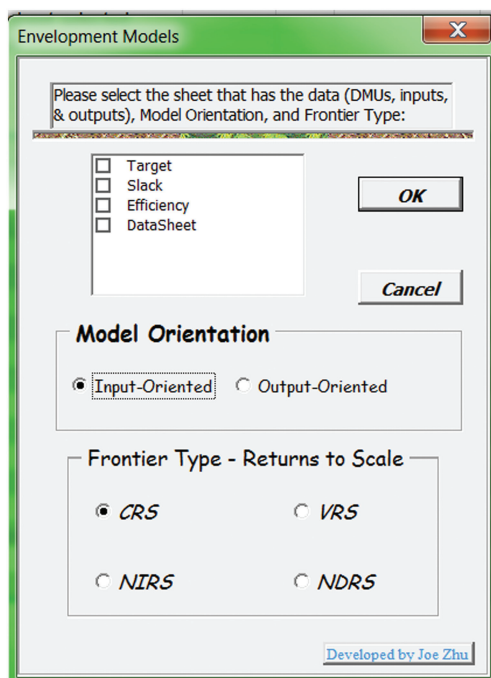 Envelopment Models
X
Please select the sheet that has the data (DMUs, inputs,
& outputs), Model Orientation, and Frontier Type:
Target
Slack
Efficiency
DataSheet
OK
Cancel
Model Orientation
Input-Oriented Output-Oriented
Frontier Type - Returns to Scale
CRS VRS
NIRS NDRS
Developed by Joe Zhu